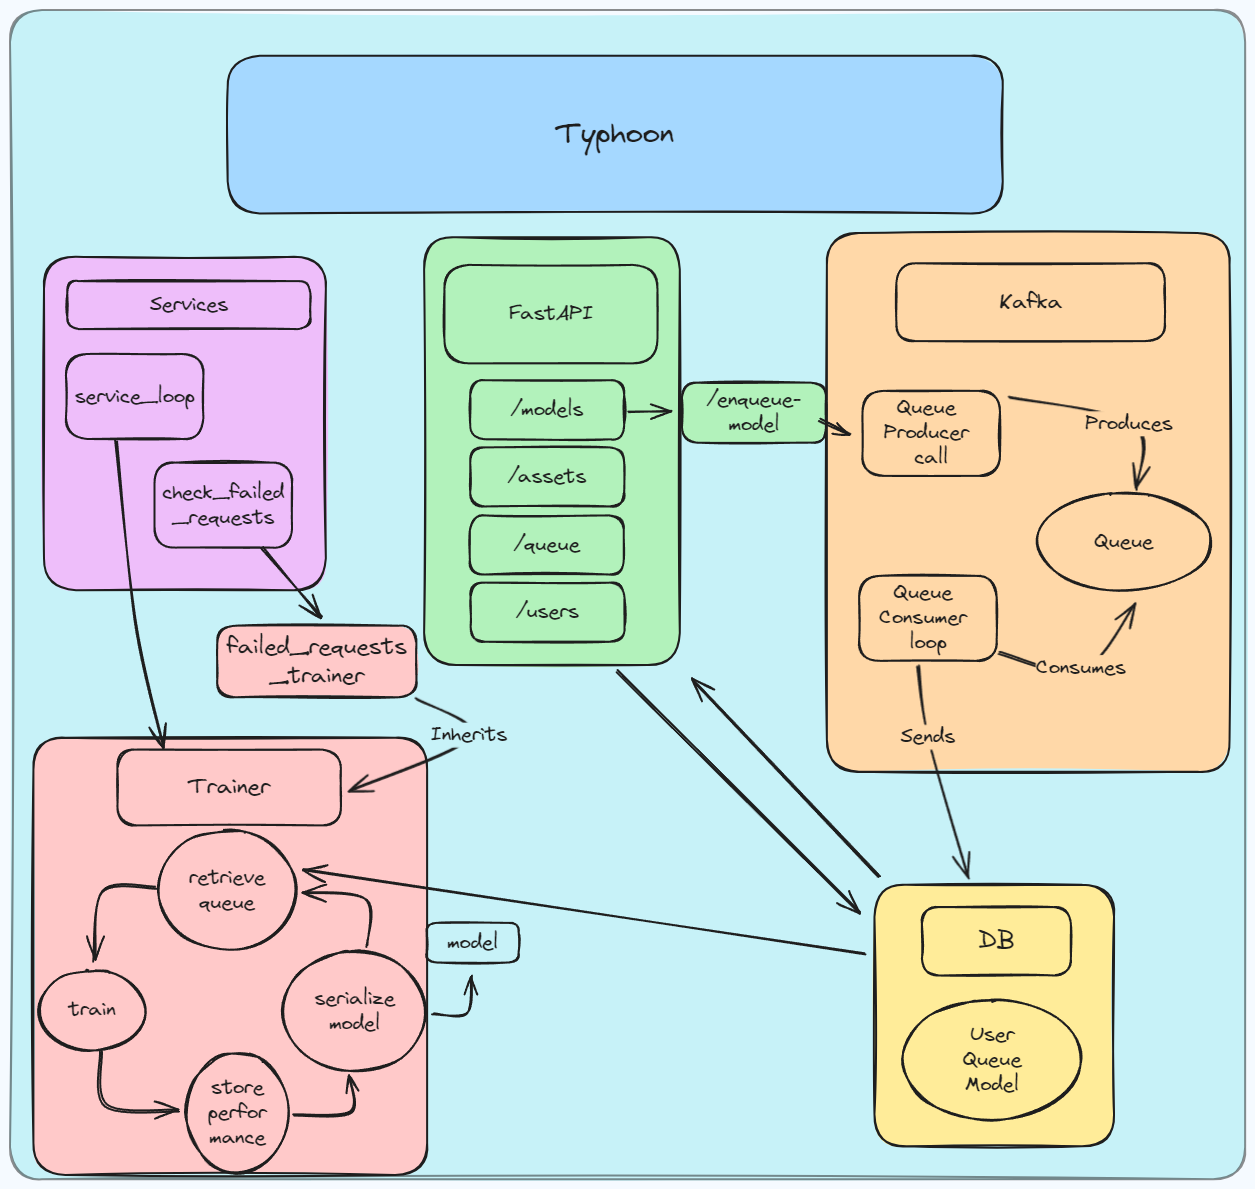 Typhoon
Services
service_loop
check_failed
_requests
failed_requests
_trainer
Inherits
FastAPI
/models
/assets
/queue
/users
/enqueue-
model
Kafka
Queue
Producer
call
Produces
Queue
Queue
Consumer
loop
Consumes
Sends
Trainer
retrieve
queue
train
store
perfor
mance
serialize
model
model
DB
User
Queue
Model